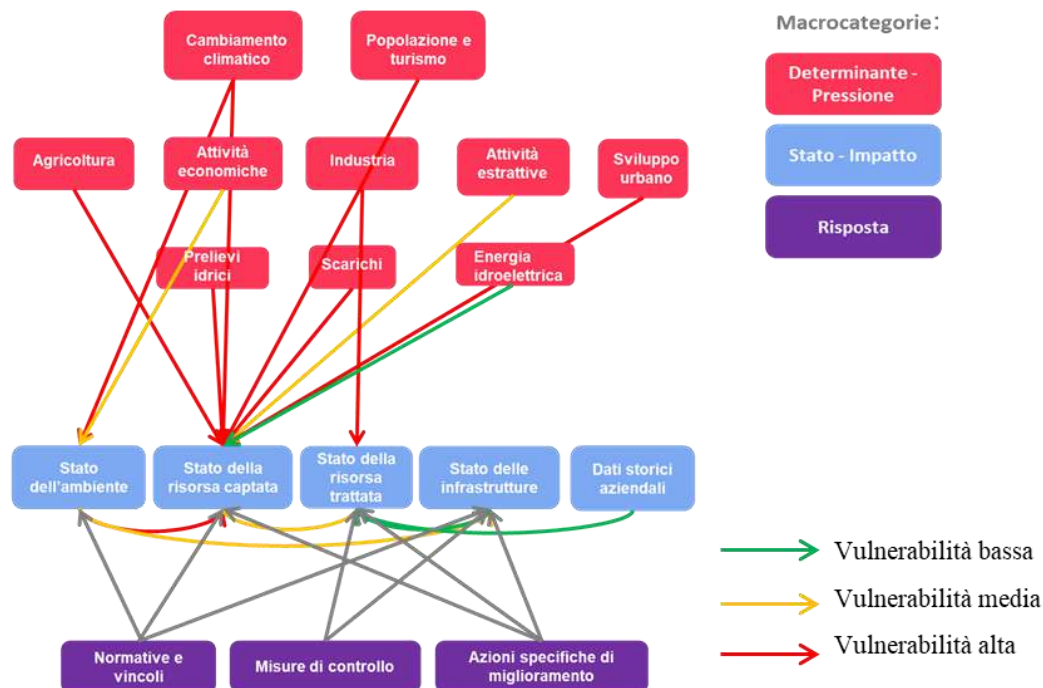 Macrocategorie:
Cambiamento
climatico
Popolazione e
turismo
Determinante -
Pressione
Agricoltura
Attività
economiche
Industria
Attività
estrattive
Sviluppo
urbano
Stato - Impatto
Risposta
Prelievi
idrici
Scarichi
Energia
idroelettrica
Stato
dell'ambiente
Stato della
risorsa captata
Stato della
risorsa
trattata
Stato delle
infrastrutture
Dati storici
aziendali
Vulnerabilità bassa
Vulnerabilità media
Vulnerabilità alta
Normative e
vincoli
Misure di controllo
Azioni specifiche di
miglioramento